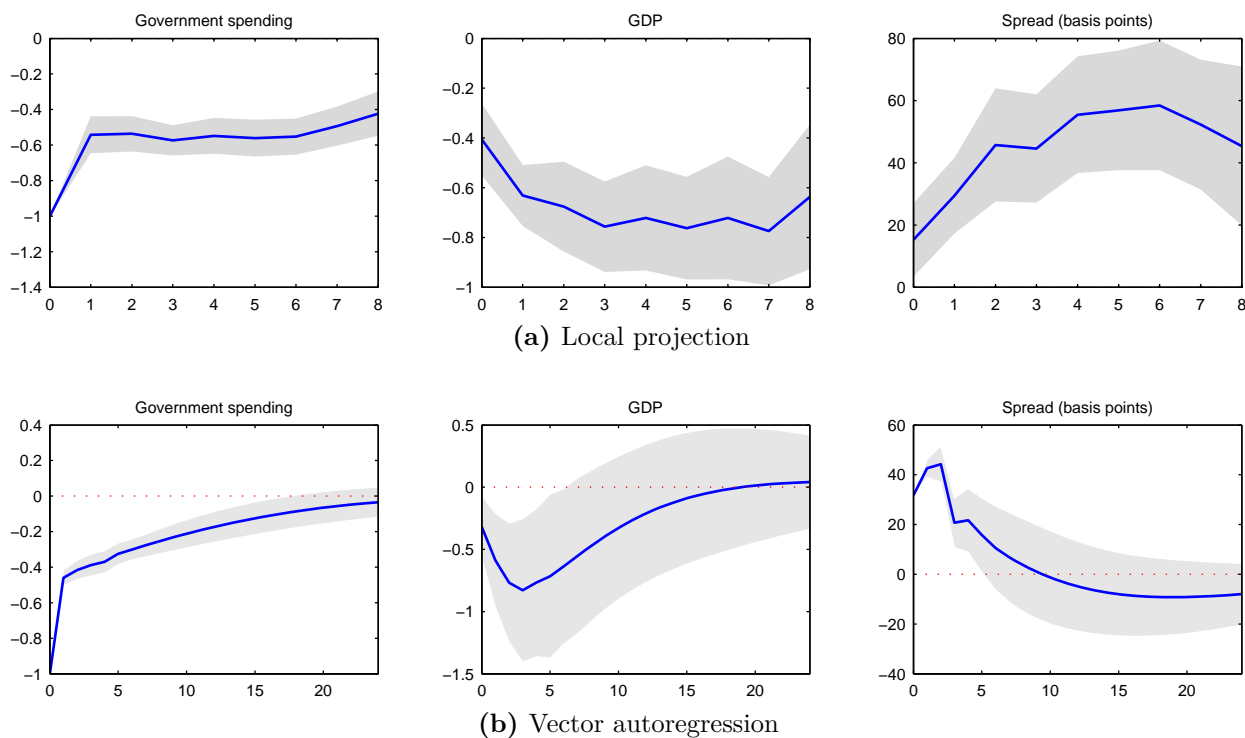 Government spending
0
−0.2
−0.4
−0.6
−0.8
−1
−1.2
−1.4
0 1 2 3 4 5 6 7 8
GDP
0
−0.2
−0.4
−0.6
−0.8
−1
0 1 2 3 4 5 6 7 8
Spread (basis points)
80
60
40
20
0
0 1 2 3 4 5 6 7 8
(a) Local projection
Government spending
0.4
0.2
0
−0.2
−0.4
−0.6
−0.8
−1
0 5 10 15 20
GDP
0.5
0
−0.5
−1
−1.5
0 5 10 15 20
Spread (basis points)
60
40
20
0
−20
−40
0 5 10 15 20
(b) Vector autoregression